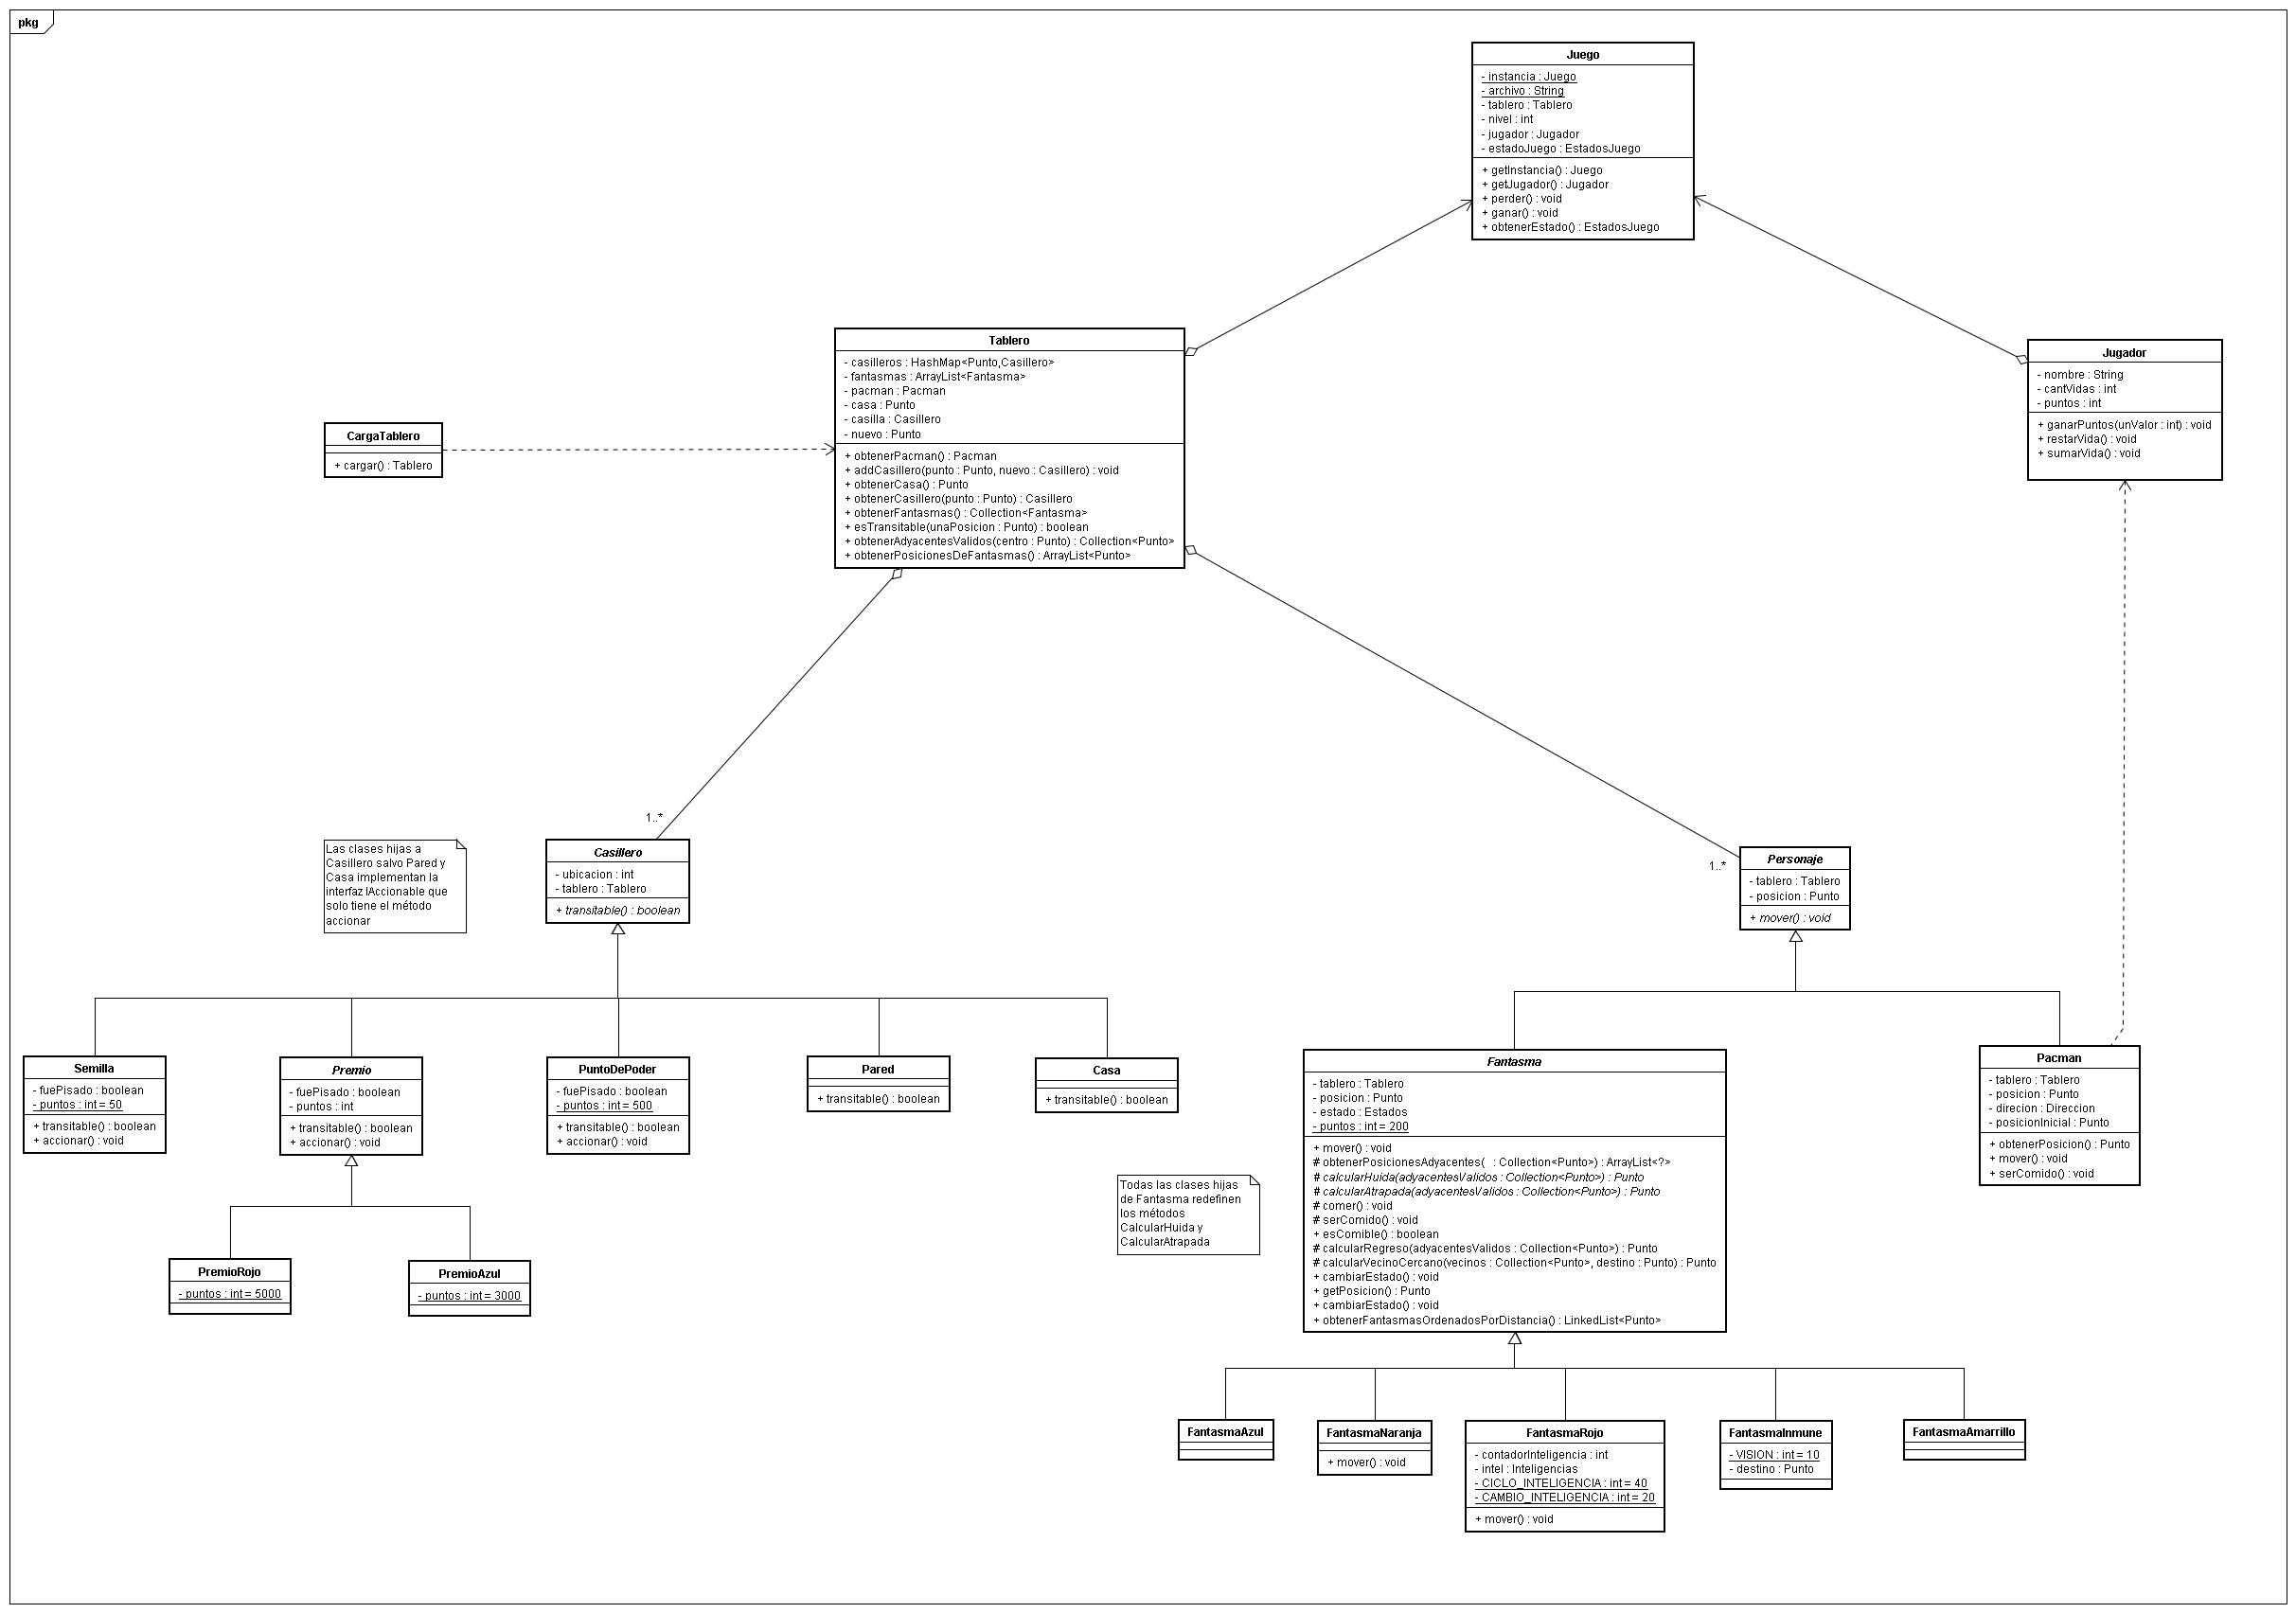 pkg
Juego
- instancia : Juego
- archivo : String
- tablero : Tablero
- nivel : int
- jugador : Jugador
- estadoJuego : EstadosJuego
+ getInstancia() : Juego
+ getJugador() : Jugador
+ perder() : void
+ ganar() : void
+ obtenerEstado() : EstadosJuego
Tablero
- casilleros : HashMap<Punto,Casillero>
- fantasmas : ArrayList<Fantasma>
- pacman : Pacman
- casa : Punto
- casilla : Casillero
- nuevo : Punto
+ obtenerPacman() : Pacman
+ addCasillero(punto : Punto, nuevo : Casillero) : void
+ obtenerCasa() : Punto
+ obtenerCasillero(punto : Punto) : Casillero
+ obtenerFantasmas() : Collection<Fantasma>
+ esTransitable(unaPosicion : Punto) : boolean
+ obtenerAdyacentesValidos(centro : Punto) : Collection<Punto>
+ obtenerPosicionesDeFantasmas() : ArrayList<Punto>
Jugador
- nombre : String
- cantVidas : int
- puntos : int
+ ganarPuntos(unValor : int) : void
+ restarVida() : void
+ sumarVida() : void
CargaTablero
+ cargar() : Tablero
1..*
1..*
Las clases hijas a
Casillero salvo Pared y
Casa implementan la
interfaz IAccionable que
solo tiene el método
accionar
Casillero
- ubicacion : int
- tablero : Tablero
+ transitable() : boolean
Personaje
- tablero : Tablero
- posicion : Punto
+ mover() : void
Semilla
- fuePisado : boolean
- puntos : int = 50
+ transitable() : boolean
+ accionar() : void
Premio
- fuePisado : boolean
- puntos : int
+ transitable() : boolean
+ accionar() : void
PuntoDePoder
- fuePisado : boolean
- puntos : int = 500
+ transitable() : boolean
+ accionar() : void
Pared
+ transitable() : boolean
Casa
+ transitable() : boolean
Fantasma
- tablero : Tablero
- posicion : Punto
- estado : Estados
- puntos : int = 200
+ mover() : void
# obtenerPosicionesAdyacentes(  : Collection<Punto>) : ArrayList<?>
# calcularHuida(adyacentesValidos : Collection<Punto>) : Punto
# calcularAtrapada(adyacentesValidos : Collection<Punto>) : Punto
# comer() : void
# serComido() : void
+ esComible() : boolean
# calcularRegreso(adyacentesValidos : Collection<Punto>) : Punto
# calcularVecinoCercano(vecinos : Collection<Punto>, destino : Punto) : Punto
+ cambiarEstado() : void
+ getPosicion() : Punto
+ cambiarEstado() : void
+ obtenerFantasmasOrdenadosPorDistancia() : LinkedList<Punto>
Pacman
- tablero : Tablero
- posicion : Punto
- direcion : Direccion
- posicionInicial : Punto
+ obtenerPosicion() : Punto
+ mover() : void
+ serComido() : void
Todas las clases hijas
de Fantasma redefinen
los métodos
CalcularHuida y
CalcularAtrapada
PremioRojo
- puntos : int = 5000
PremioAzul
- puntos : int = 3000
FantasmaAzul
FantasmaNaranja
+ mover() : void
FantasmaRojo
- contadorInteligencia : int
- intel : Inteligencias
- CICLO_INTELIGENCIA : int = 40
- CAMBIO_INTELIGENCIA : int = 20
+ mover() : void
FantasmaInmune
- VISION : int = 10
- destino : Punto
FantasmaAmarrillo